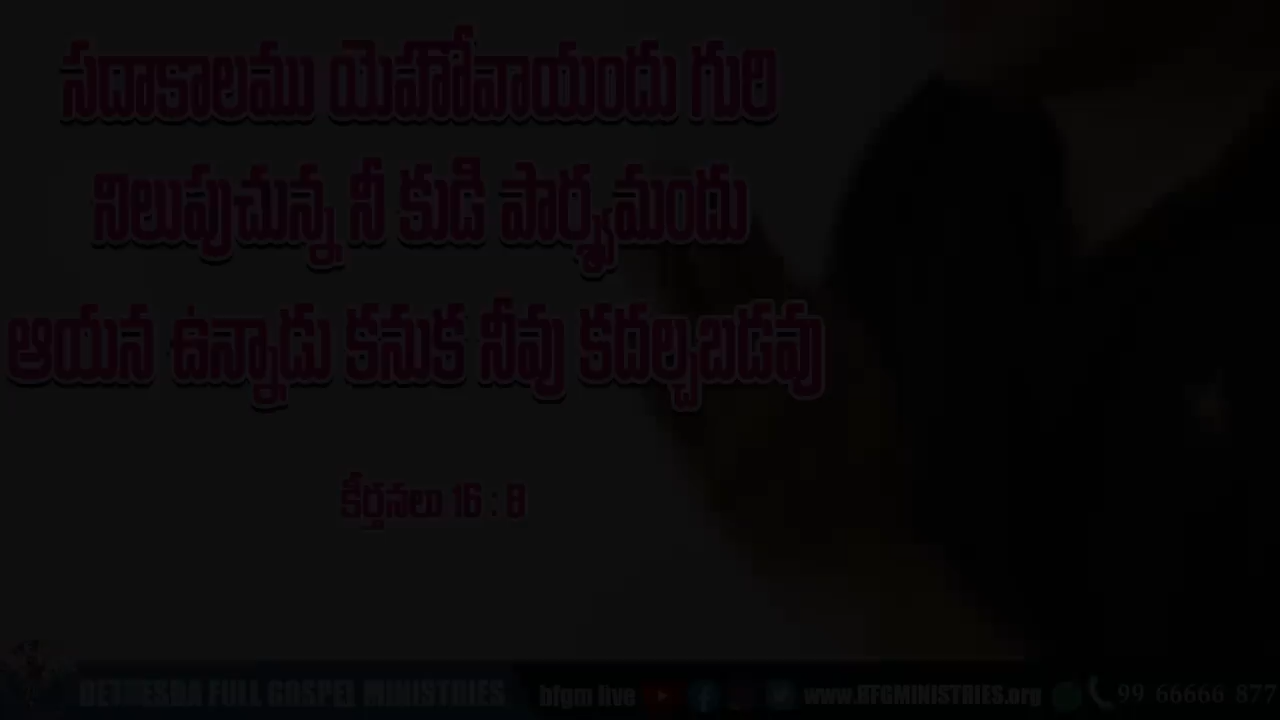 సదాకాలము యెహోవాయందు గురి
నిలుపుచున్న నీ కుడి పార్శ్వమందు
ఆయన ఉన్నాడు కనుక నీవు కదల్చబడవు
కీర్తనలు 16 : 8
BETHESDA FULL GOSPEL MINISTRIES bfgm live www.BFGMINISTRIES.org 99 66666 877